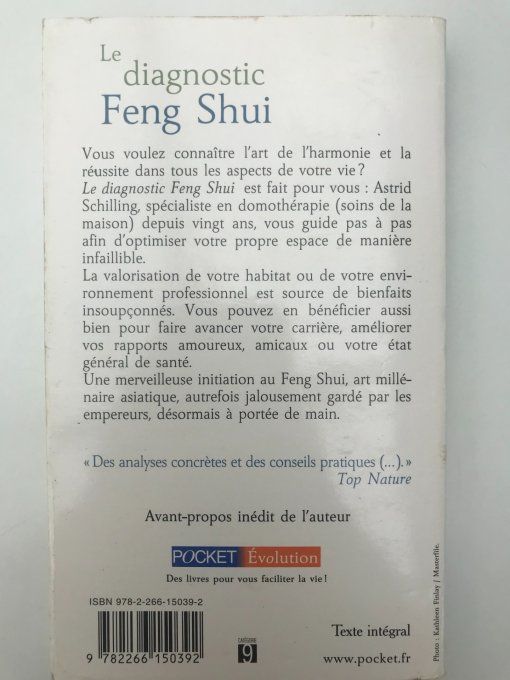 Le
diagnostic
Feng Shui
Vous voulez connaître l'art de l'harmonie et la
réussite dans tous les aspects de votre vie ?
Le diagnostic Feng Shui est fait pour vous : Astrid
Schilling, spécialiste en domothérapie (soins de la
maison) depuis vingt ans, vous guide pas à pas
afin d'optimiser votre propre espace de manière
infaillible.
La valorisation de votre habitat ou de votre envi-
ronnement professionnel est source de bienfaits
insoupçonnés. Vous pouvez en bénéficier aussi
bien pour faire avancer votre carrière, améliorer
vos rapports amoureux, amicaux ou votre état
général de santé.
Une merveilleuse initiation au Feng Shui, art millé-
naire asiatique, autrefois jalousement gardé par les
empereurs, désormais à portée de main.
« Des analyses concrètes et des conseils pratiques (...). »
Top Nature
Avant-propos inédit de l'auteur
POCKET Évolution
Des livres pour vous faciliter la vie !
ISBN 978-2-266-15039-2
CATÉGORIE
9
9 782266 150392
Texte intégral
www.pocket.fr
Photo : Kathleen Finlay / Masterfile.